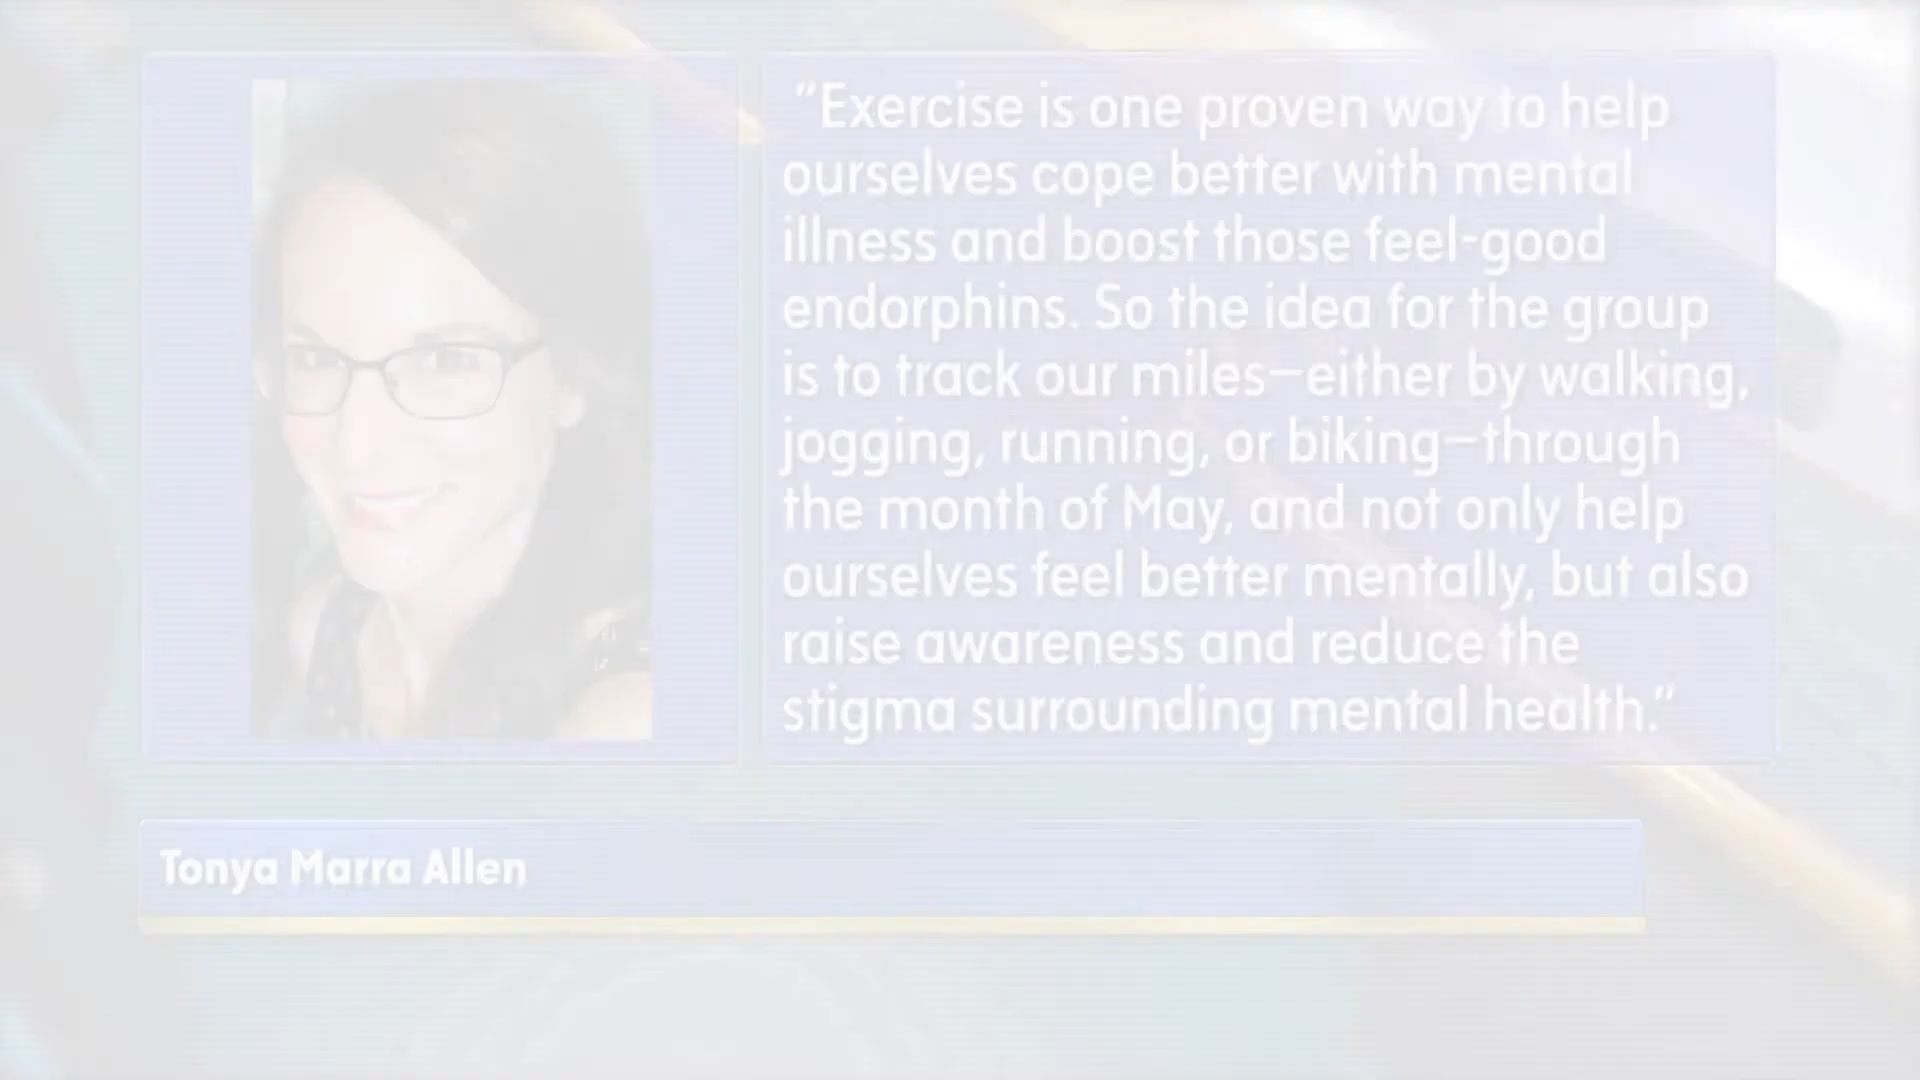 “Exercise is one proven way to help
ourselves cope better with mental
illness and boost those feel-good
endorphins. So the idea for the group
is to track our miles—either by walking,
jogging, running, or biking—through
the month of May, and not only help
ourselves feel better mentally, but also
raise awareness and reduce the
stigma surrounding mental health.”
Tonya Marra Allen